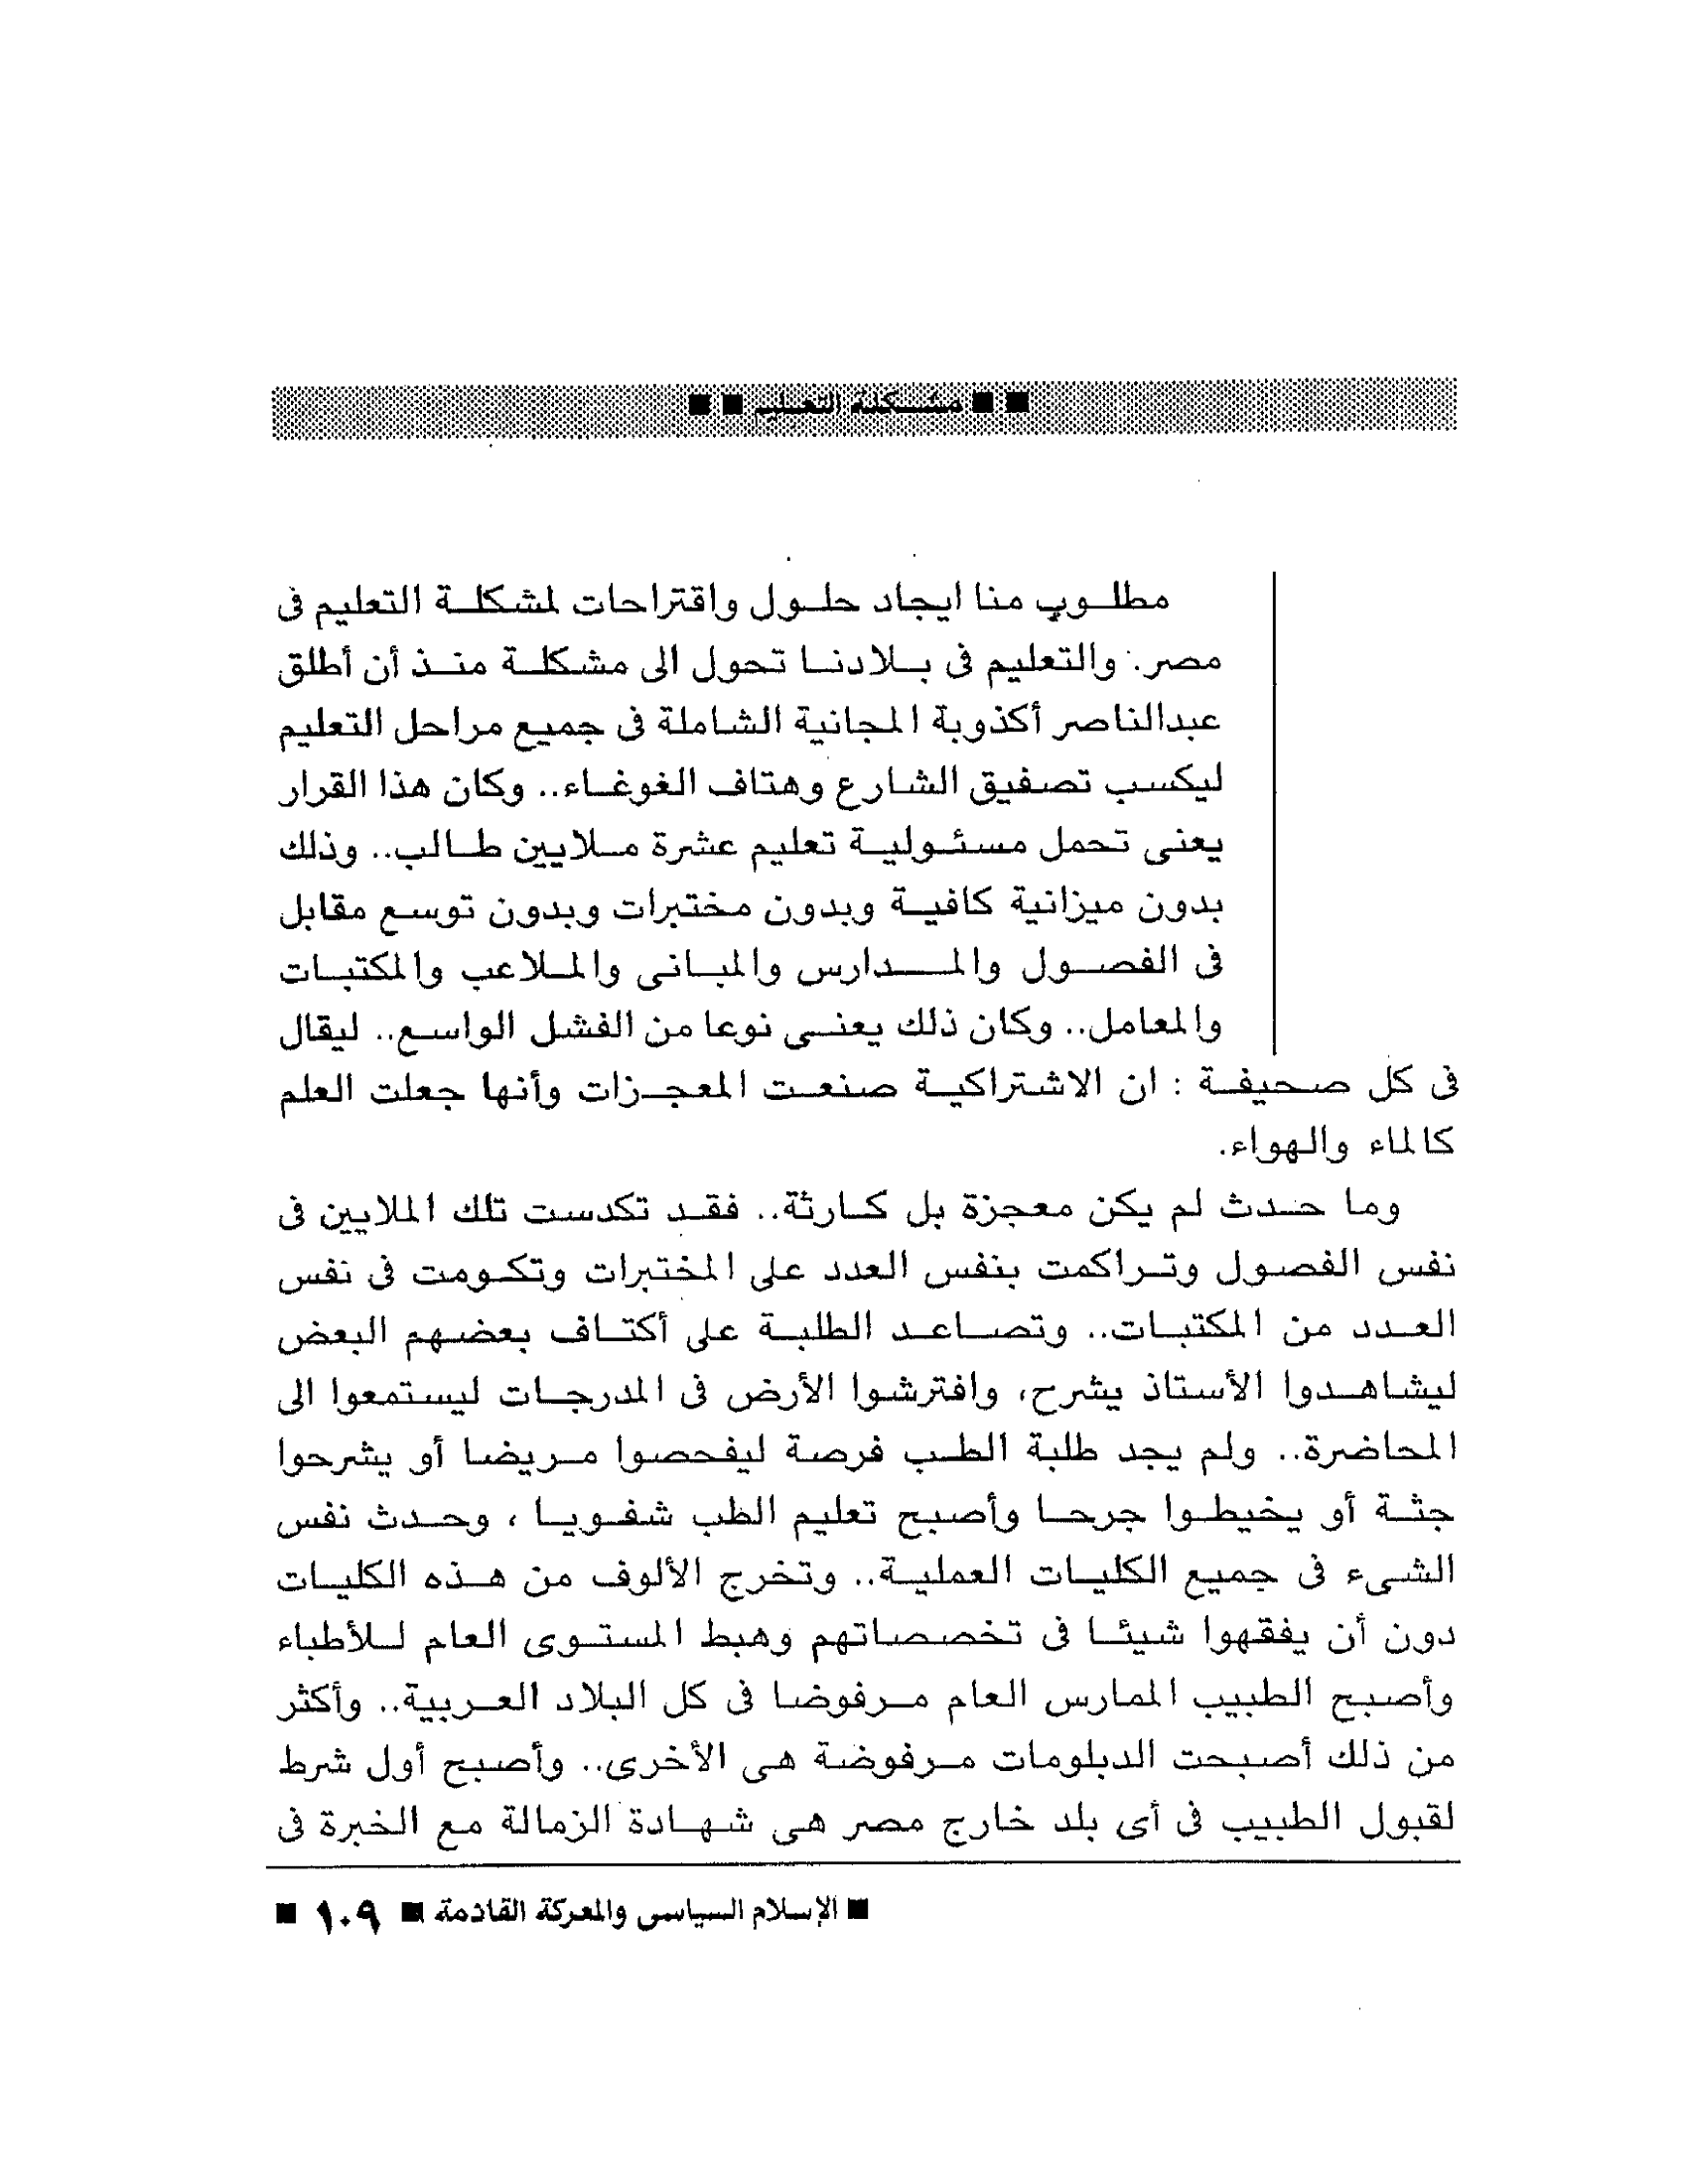 ■ ■ مشكلة التعليم ■ ■
مطلوب منا ايجاد حلول واقتراحات لمشكلة التعليم فى
مصر. والتعليم فى بلادنا تحول الى مشكلة منذ أن أطلق
عبدالناصر أكذوبة المجانية الشاملة فى جميع مراحل التعليم
ليكسب تصفيق الشارع وهتاف الغوغاء.. وكان هذا القرار
يعنى تحمل مسئولية تعليم عشرة ملايين طالب.. وذلك
بدون ميزانية كافية وبدون مختبرات وبدون توسع مقابل
فى الفصول والمدارس والمبانى والملاعب والمكتبات
والمعامل.. وكان ذلك يعنى نوعا من الفشل الواسع.. ليقال
فى كل صحيفة : ان الاشتراكية صنعت المعجزات وأنها جعلت العلم
كالماء والهواء.
وما حدث لم يكن معجزة بل كارثة.. فقد تكدست تلك الملايين فى
نفس الفصول وتراكمت بنفس العدد على المختبرات وتكومت فى نفس
العدد من المكتبات.. وتصاعد الطلبة على أكتاف بعضهم البعض
ليشاهدوا الأستاذ يشرح، وافترشوا الأرض فى المدرجات ليستمعوا الى
المحاضرة.. ولم يجد طلبة الطب فرصة ليفحصوا مريضا أو يشرحوا
جثة أو يخيطوا جرحا وأصبح تعليم الطب شفويا ، وحدث نفس
الشىء فى جميع الكليات العملية.. وتخرج الألوف من هذه الكليات
دون أن يفقهوا شيئا فى تخصصاتهم وهبط المستوى العام للأطباء
وأصبح الطبيب الممارس العام مرفوضا فى كل البلاد العربية.. وأكثر
من ذلك أصبحت الدبلومات مرفوضة هى الأخرى.. وأصبح أول شرط
لقبول الطبيب فى أى بلد خارج مصر هى شهادة الزمالة مع الخبرة فى
■ الإسلام السياسى والمعركة القادمة ■ ١٠٩ ■